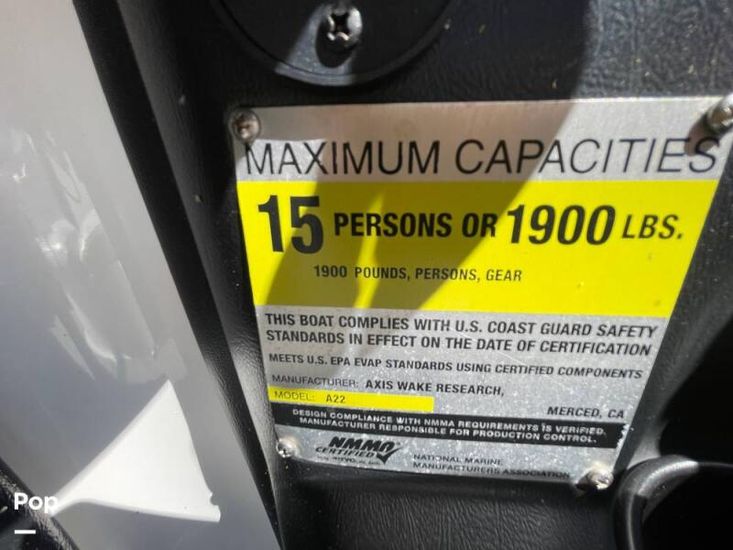 MAXIMUM CAPACITIES
15 PERSONS OR 1900 LBS.
1900 POUNDS, PERSONS, GEAR
THIS BOAT COMPLIES WITH U.S. COAST GUARD SAFETY
STANDARDS IN EFFECT ON THE DATE OF CERTIFICATION
MEETS U.S. EPA EVAP STANDARDS USING CERTIFIED COMPONENTS
MANUFACTURER: AXIS WAKE RESEARCH,
MODEL: A22 MERCED, CA
DESIGN COMPLIANCE WITH NMMA REQUIREMENTS IS VERIFIED.
MANUFACTURER RESPONSIBLE FOR PRODUCTION CONTROL.
NMMA
CERTIFIED
NATIONAL MARINE
MANUFACTURERS ASSOCIATION
Pop